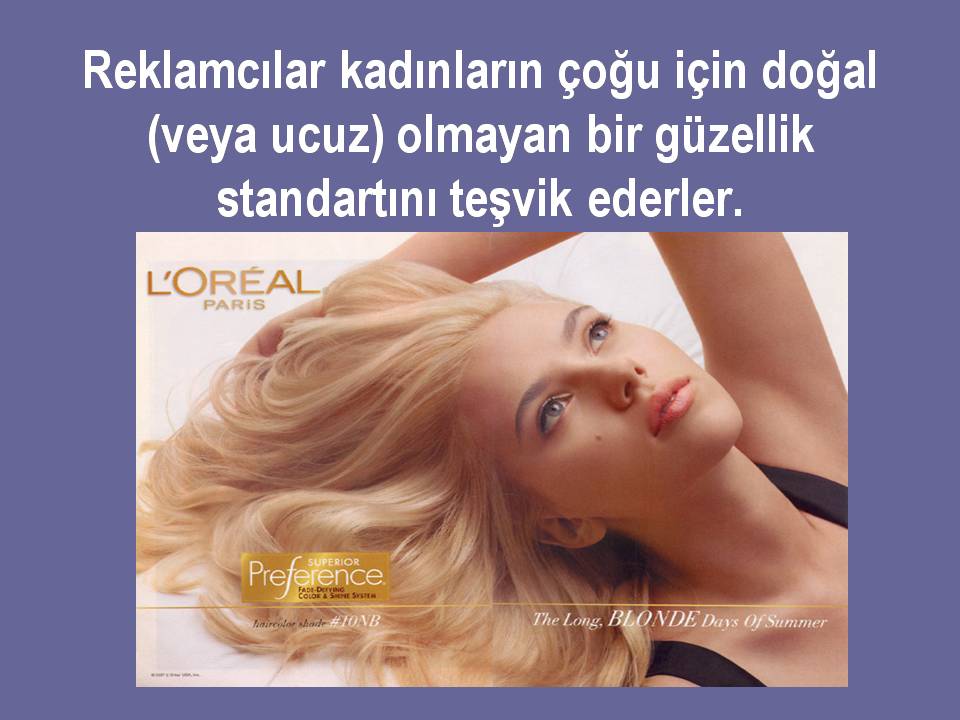 Reklamcılar kadınların çoğu için doğal
(veya ucuz) olmayan bir güzellik
standartını teşvik ederler.
L'ORÉAL
PARIS
SUPERIOR
Preference
FADE-DEFYING
COLOR & SHINE SYSTEM
haircolor shade #10NB
The Long, BLONDE Days Of Summer